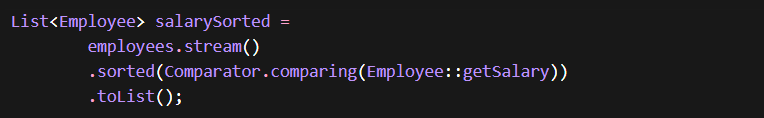 List<Employee> salarySorted =
        employees.stream()
        .sorted(Comparator.comparing(Employee::getSalary))
        .toList();